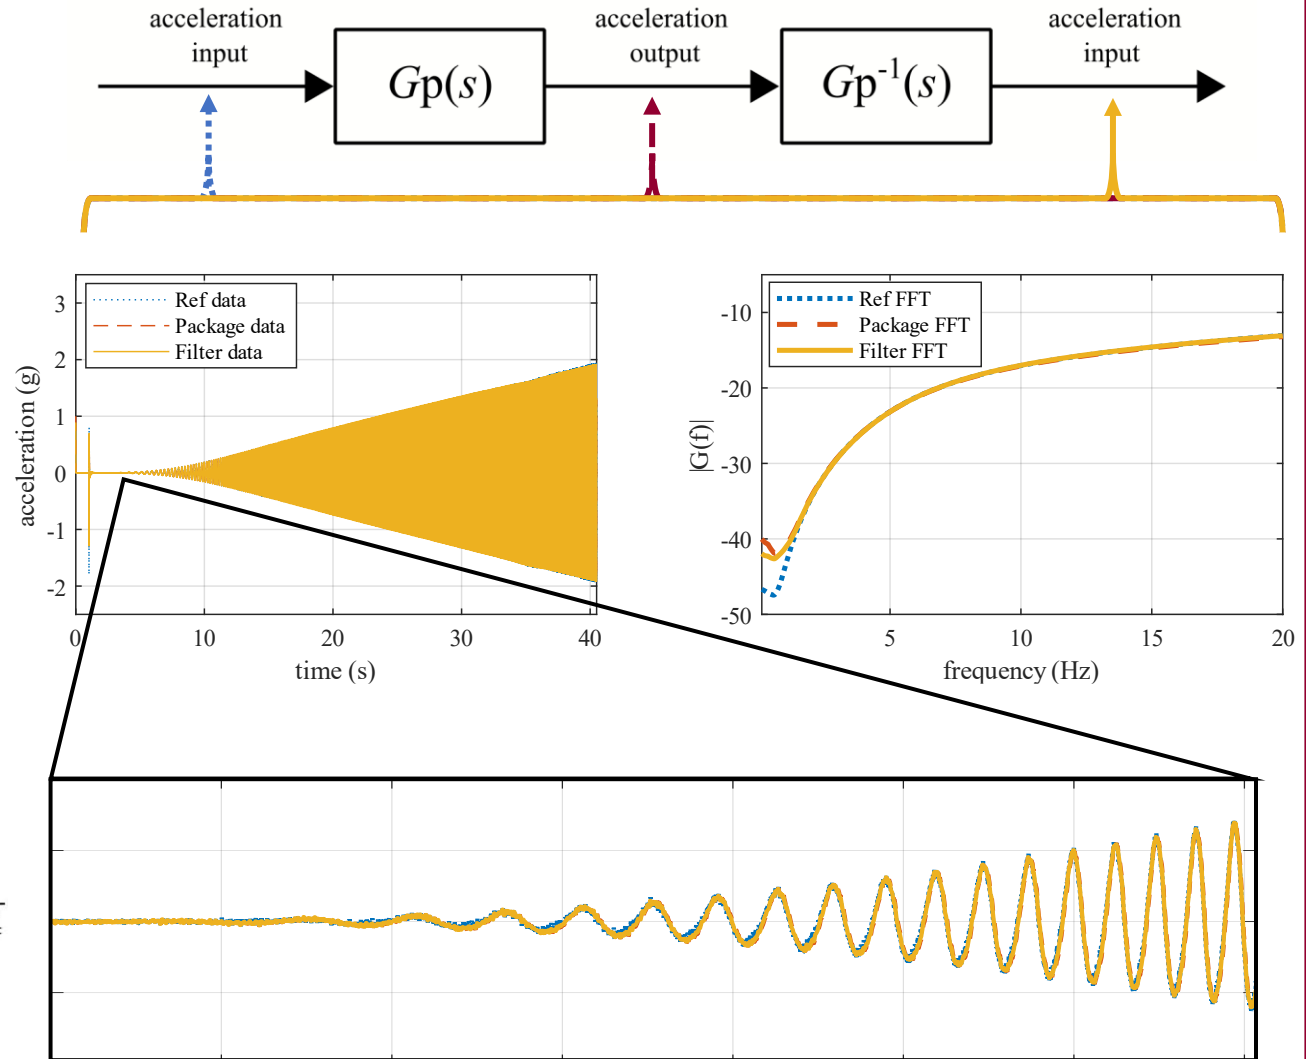 acceleration
input
acceleration
output
acceleration
input
Gp(s)
Gp⁻¹(s)
Ref data
Package data
Filter data
3
2
1
0
-1
-2
acceleration (g)
0
10
20
30
40
time (s)
Ref FFT
Package FFT
Filter FFT
-10
-20
-30
-40
-50
|G(f)|
5
10
15
20
frequency (Hz)